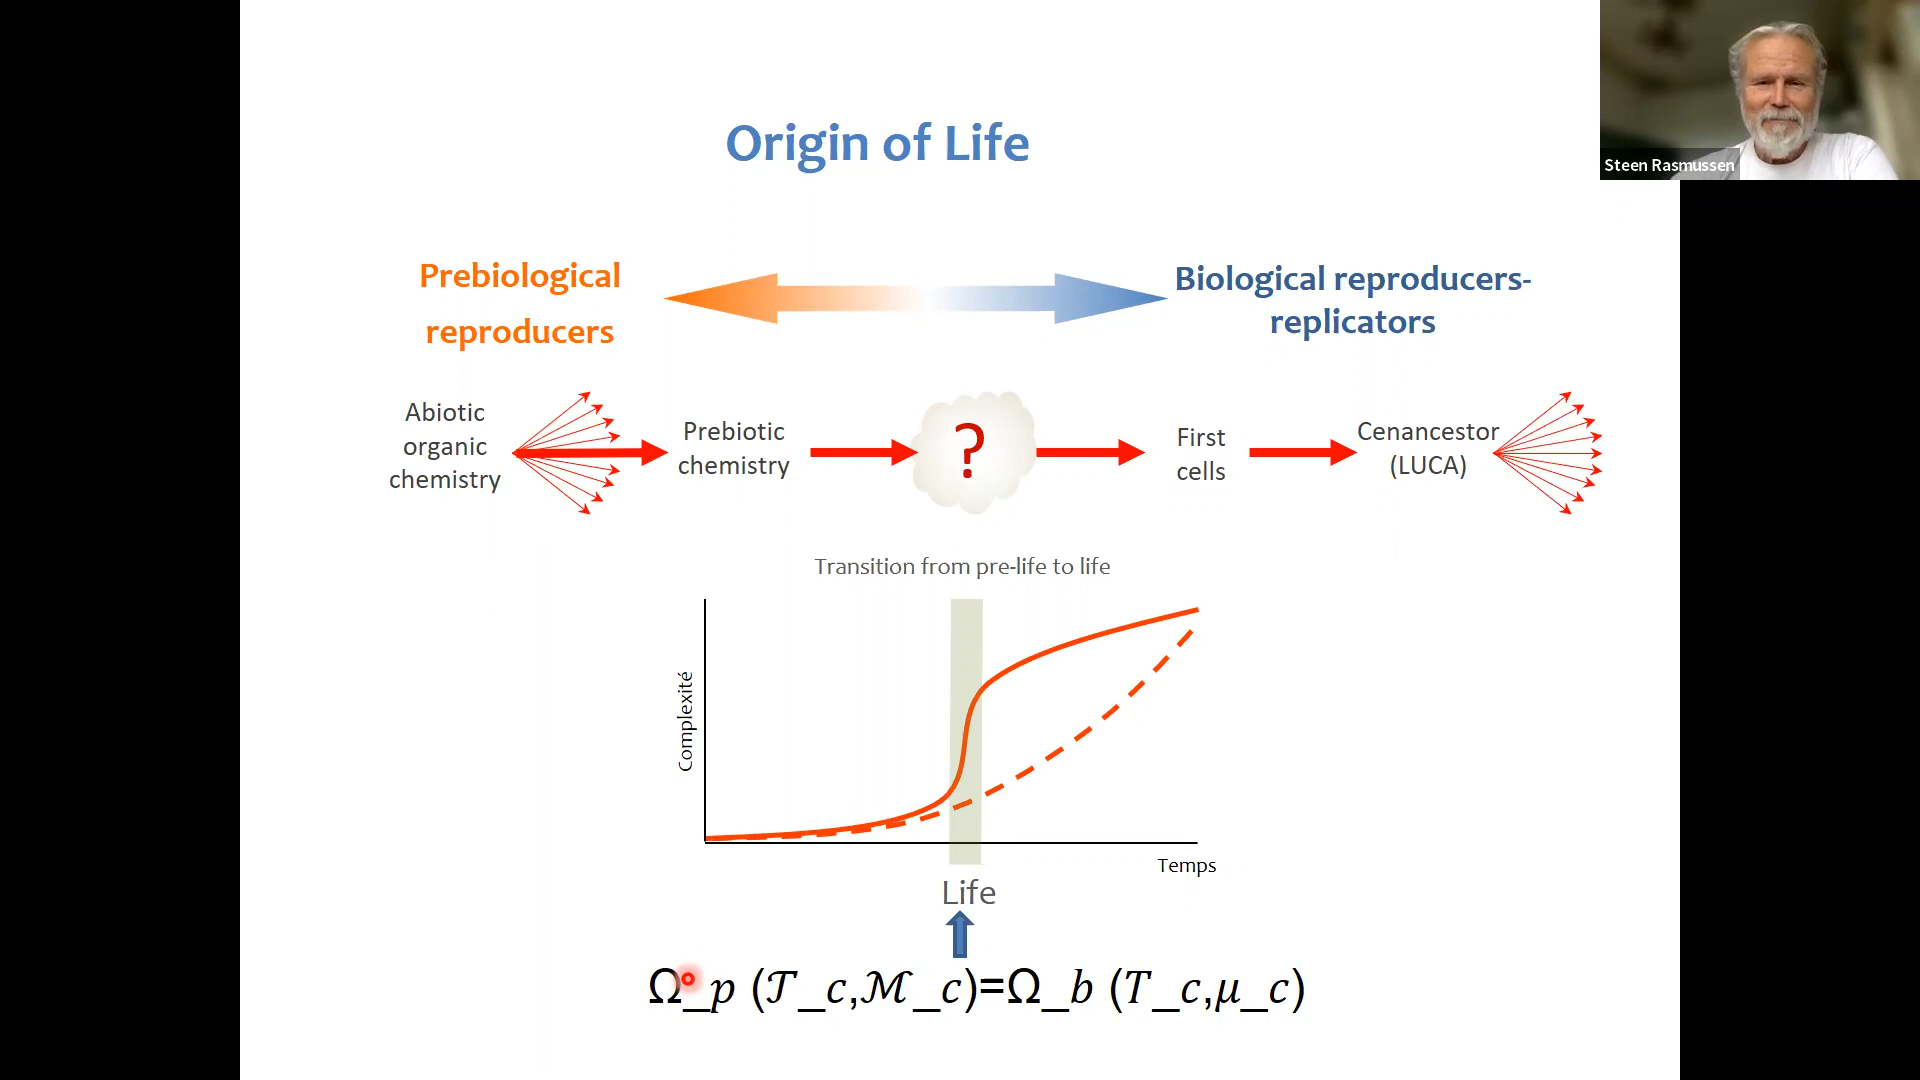 Origin of Life
Steen Rasmussen
Prebiological
reproducers
Biological reproducers-
replicators
Abiotic
organic
chemistry
Prebiotic
chemistry
?
First
cells
Cenancestor
(LUCA)
Transition from pre-life to life
Complexité
Temps
Life
Ω_p (𝒯_c,ℳ_c)=Ω_b (T_c,μ_c)